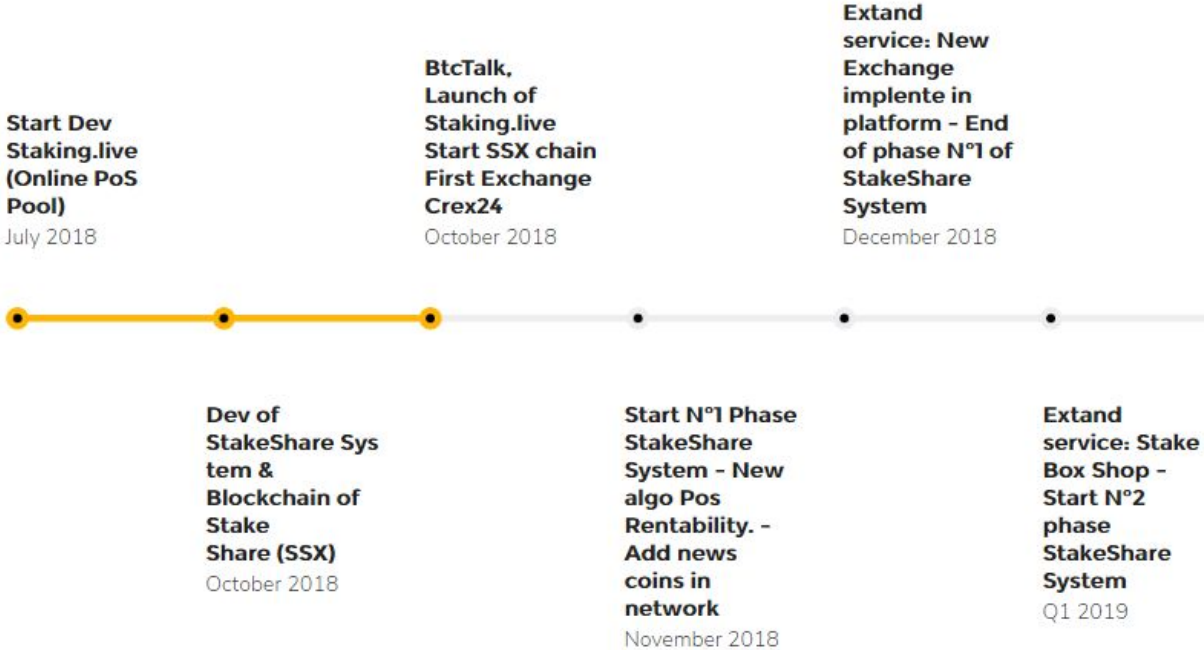 Start Dev
Staking.live
(Online PoS
Pool)
July 2018
Dev of
StakeShare Sys
tem &
Blockchain of
Stake
Share (SSX)
October 2018
BtcTalk,
Launch of
Staking.live
Start SSX chain
First Exchange
Crex24
October 2018
Start N°1 Phase
StakeShare
System - New
algo Pos
Rentability. -
Add news
coins in
network
November 2018
Extand
service: New
Exchange
implente in
platform - End
of phase N°1 of
StakeShare
System
December 2018
Extand
service: Stake
Box Shop -
Start N°2
phase
StakeShare
System
Q1 2019